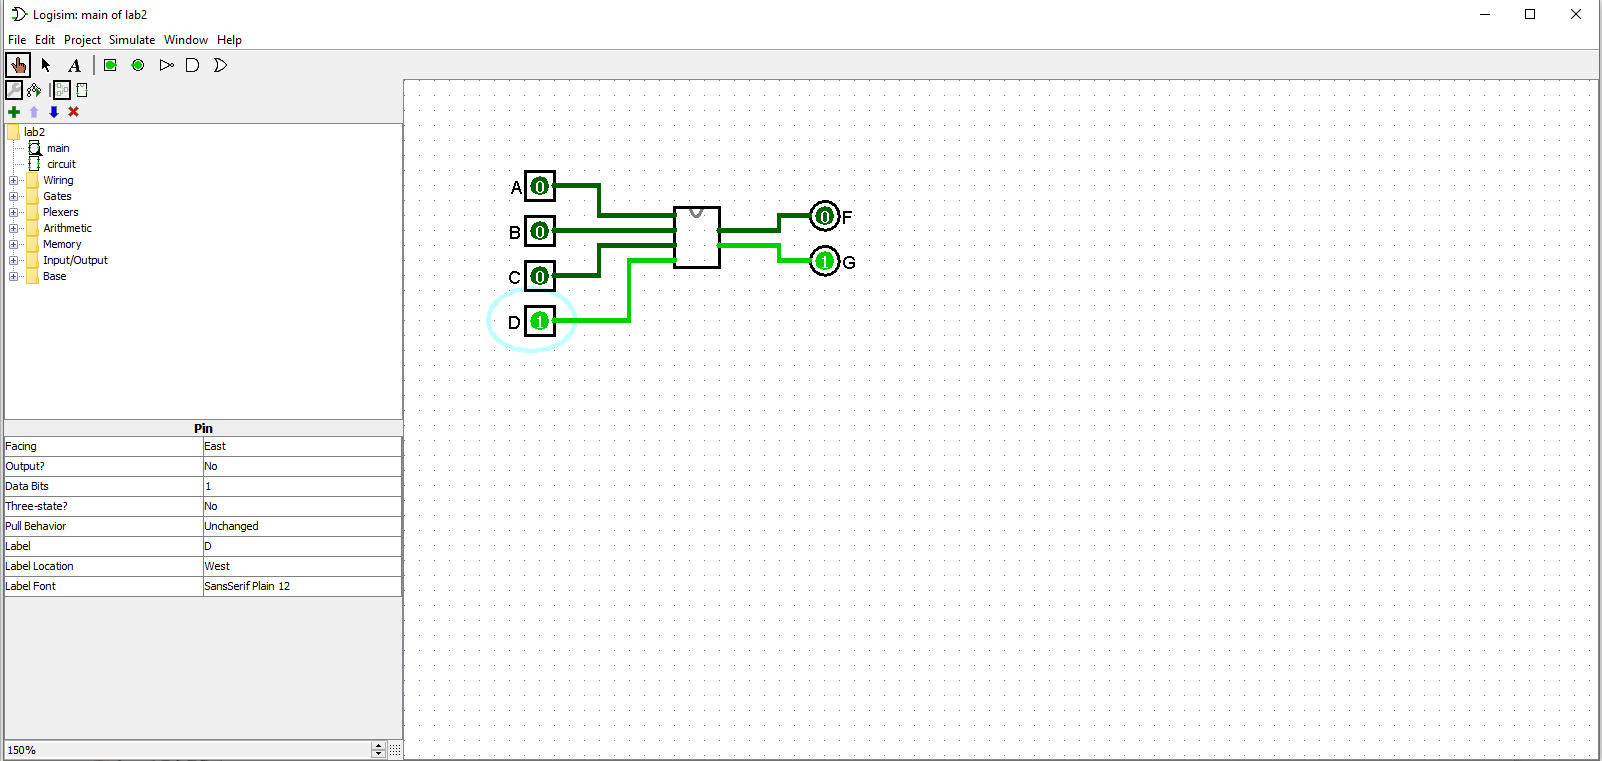 Logisim: main of lab2
File Edit Project Simulate Window Help
A
lab2
main
circuit
Wiring
Gates
Plexers
Arithmetic
Memory
Input/Output
Base
Pin
Facing East
Output? No
Data Bits 1
Three-state? No
Pull Behavior Unchanged
Label D
Label Location West
Label Font SansSerif Plain 12
150%
A 0
B 0
C 0
D 1
0 F
1 G